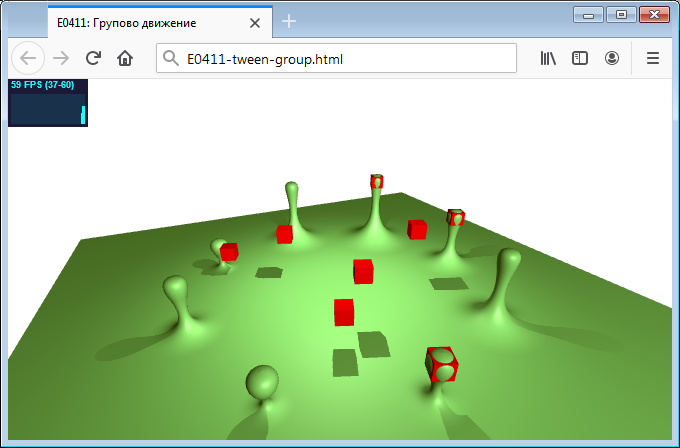 E0411: Групово движение
E0411-tween-group.html
59 FPS (37-60)